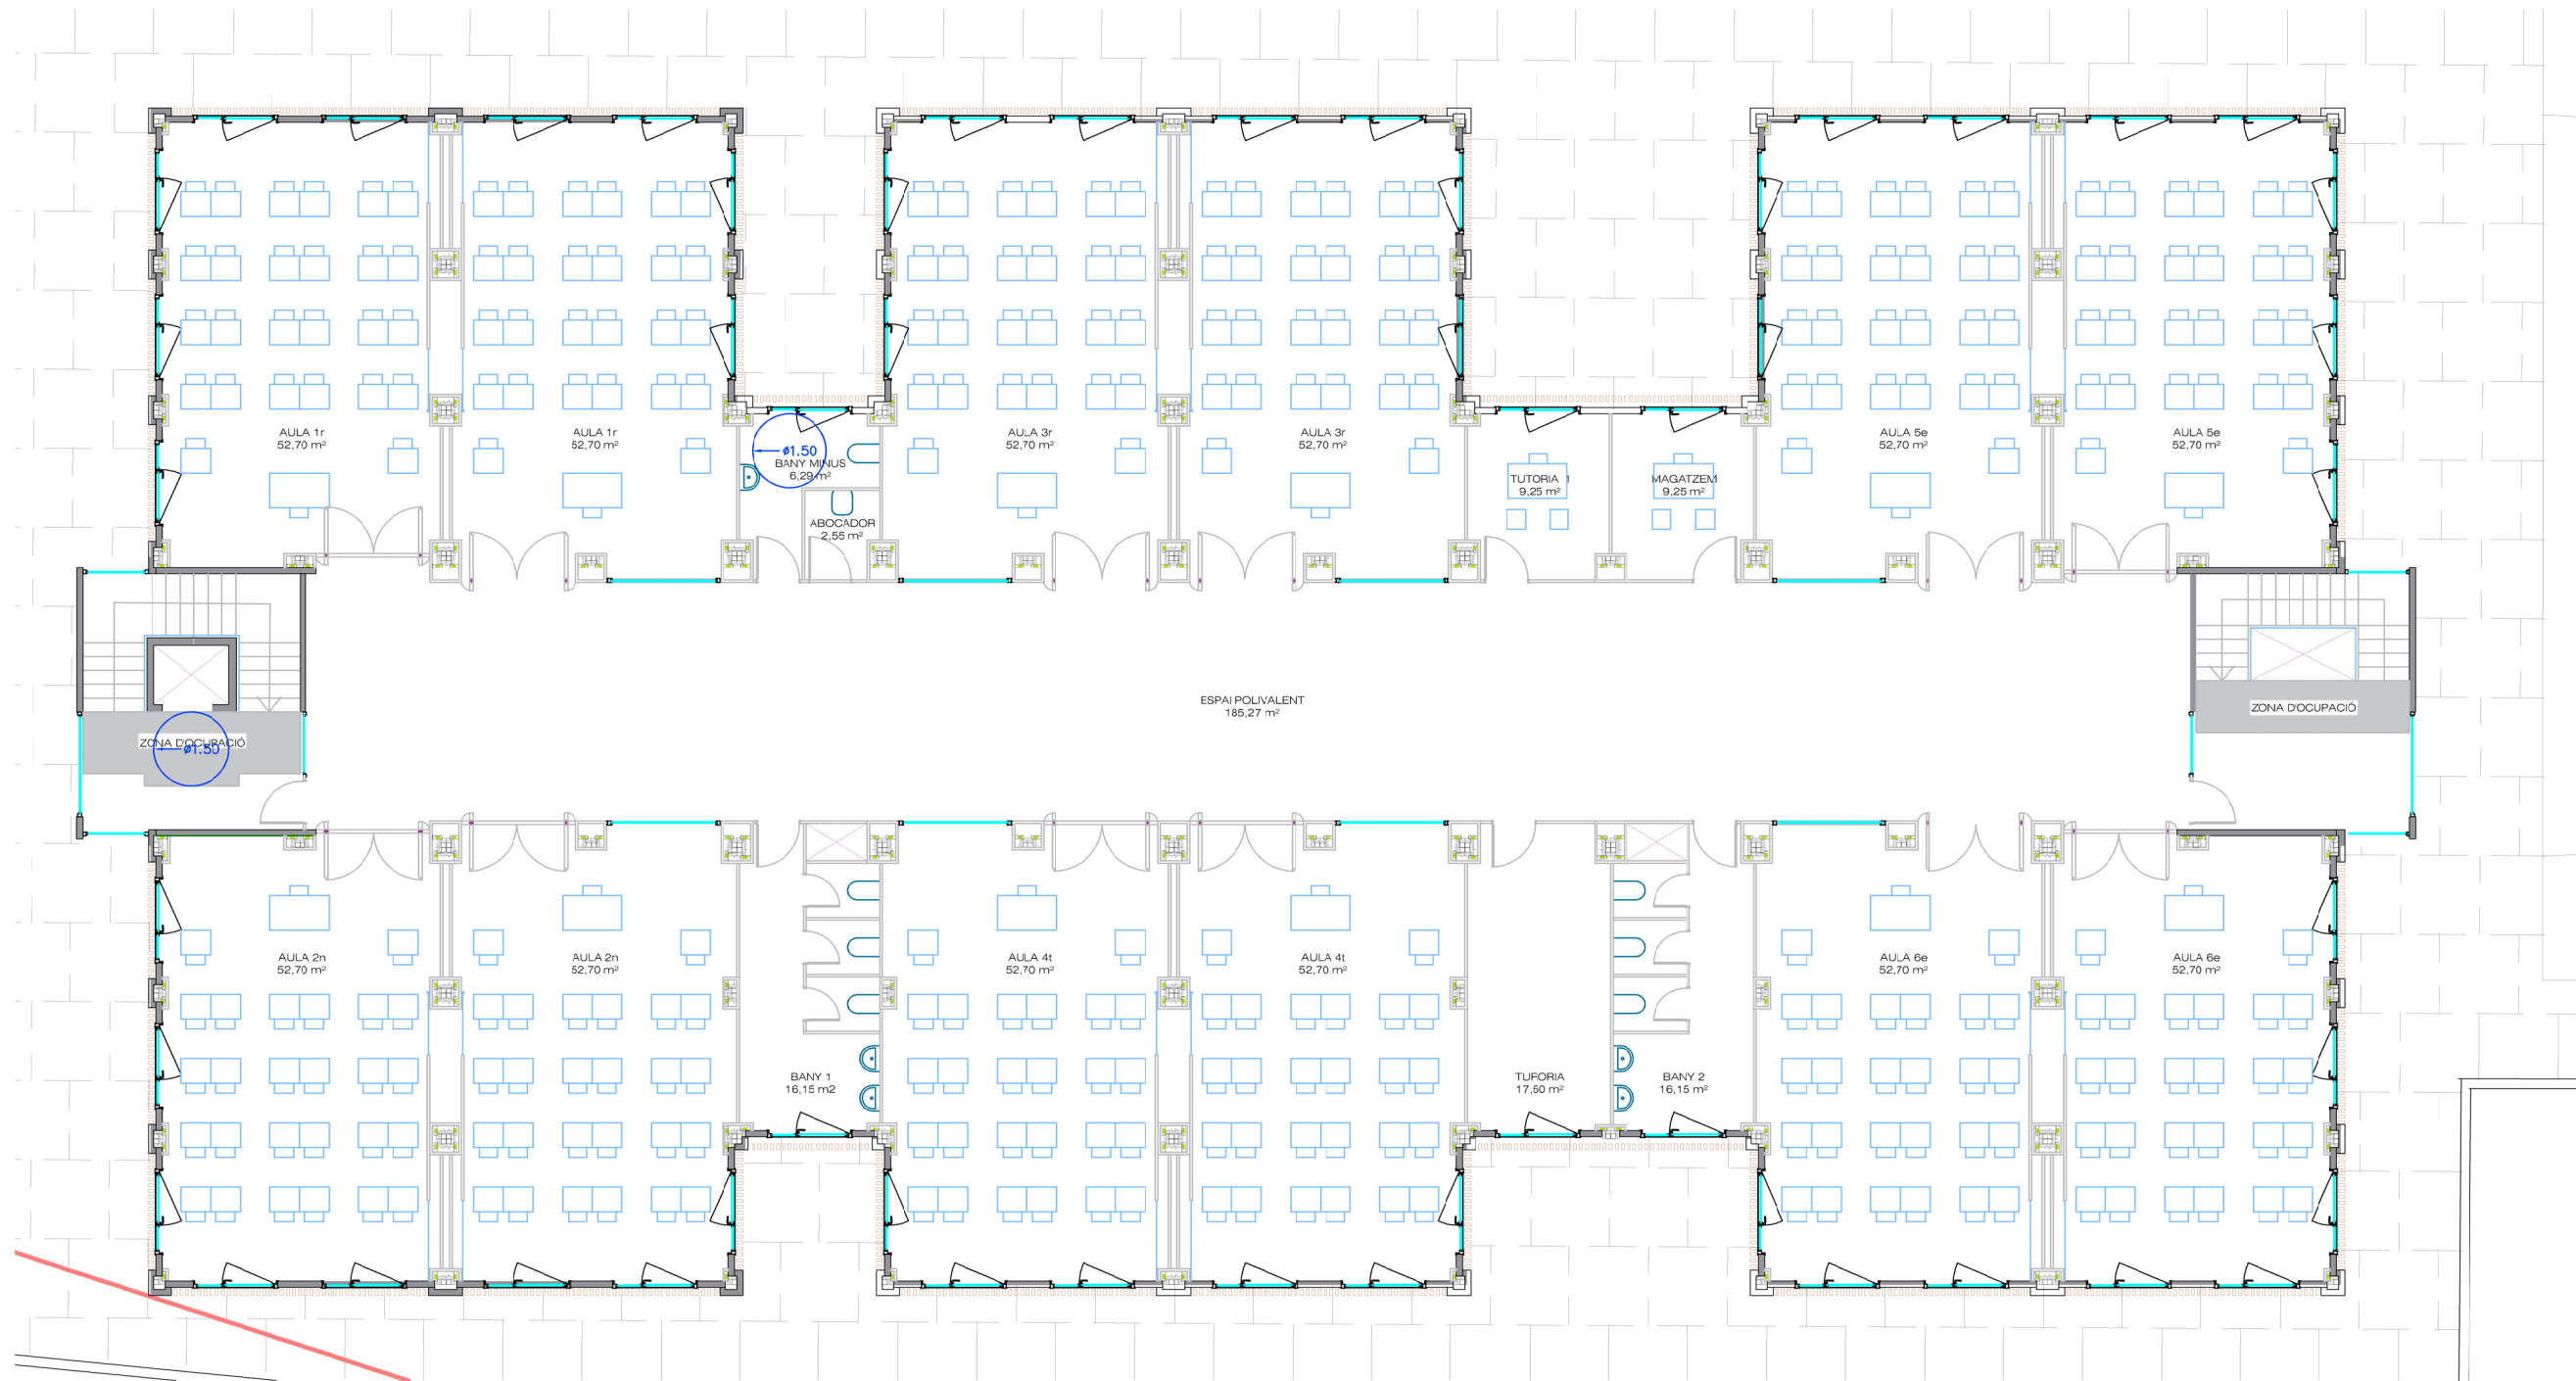 AULA 1r
52,70 m²
AULA 1r
52,70 m²
ø1.50
BANY MINUS
6,29 m²
ABOCADOR
2,55 m²
AULA 3r
52,70 m²
AULA 3r
52,70 m²
TUTORIA 1
9,25 m²
MAGATZEM
9,25 m²
AULA 5e
52,70 m²
AULA 5e
52,70 m²
ESPAI POLIVALENT
185,27 m²
ZONA D'OCUPACIÓ
ø1.50
ZONA D'OCUPACIÓ
AULA 2n
52,70 m²
AULA 2n
52,70 m²
BANY 1
16,15 m2
AULA 4t
52,70 m²
AULA 4t
52,70 m²
TUFORIA
17,50 m²
BANY 2
16,15 m²
AULA 6e
52,70 m²
AULA 6e
52,70 m²